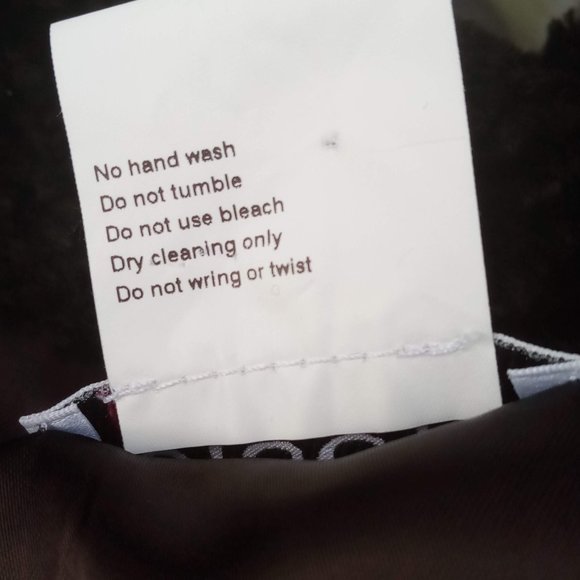 No hand wash
Do not tumble
Do not use bleach
Dry cleaning only
Do not wring or twist